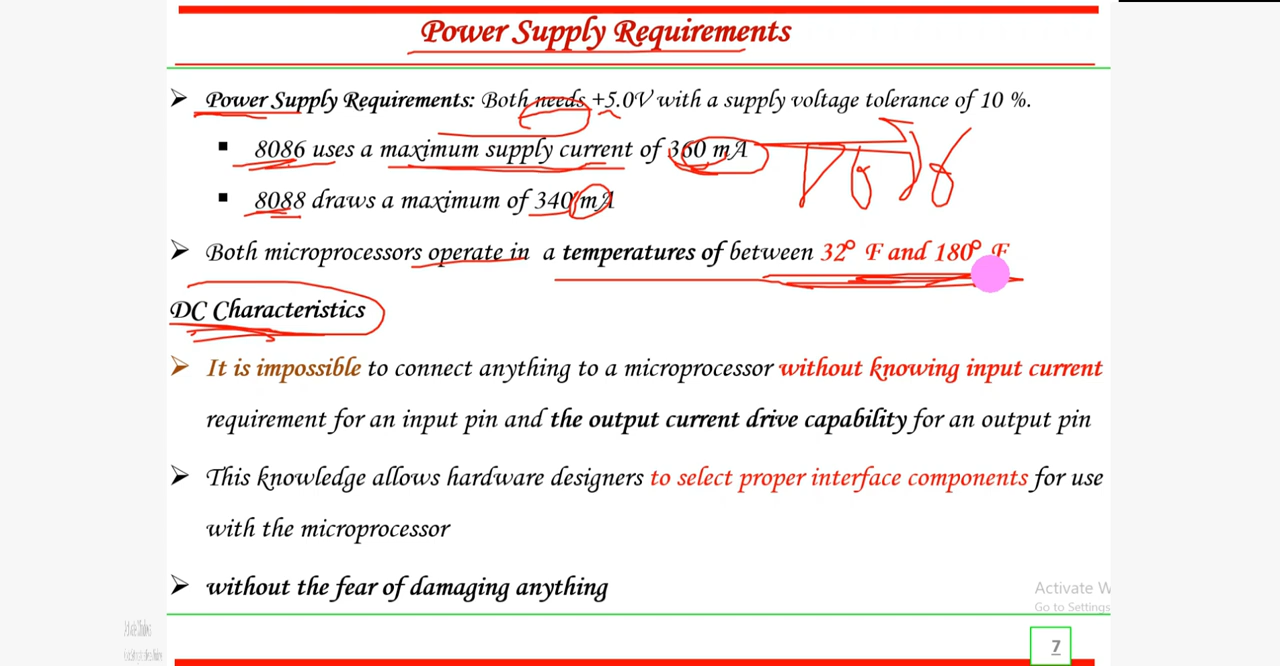 Power Supply Requirements
➢ Power Supply Requirements: Both needs +5.0V with a supply voltage tolerance of 10 %.
▪ 8086 uses a maximum supply current of 360 mA
▪ 8088 draws a maximum of 340 mA
➢ Both microprocessors operate in a temperatures of between 32° F and 180° F
DC Characteristics
➢ It is impossible to connect anything to a microprocessor without knowing input current
requirement for an input pin and the output current drive capability for an output pin
➢ This knowledge allows hardware designers to select proper interface components for use
with the microprocessor
➢ without the fear of damaging anything
Activate W
Go to Settings
7